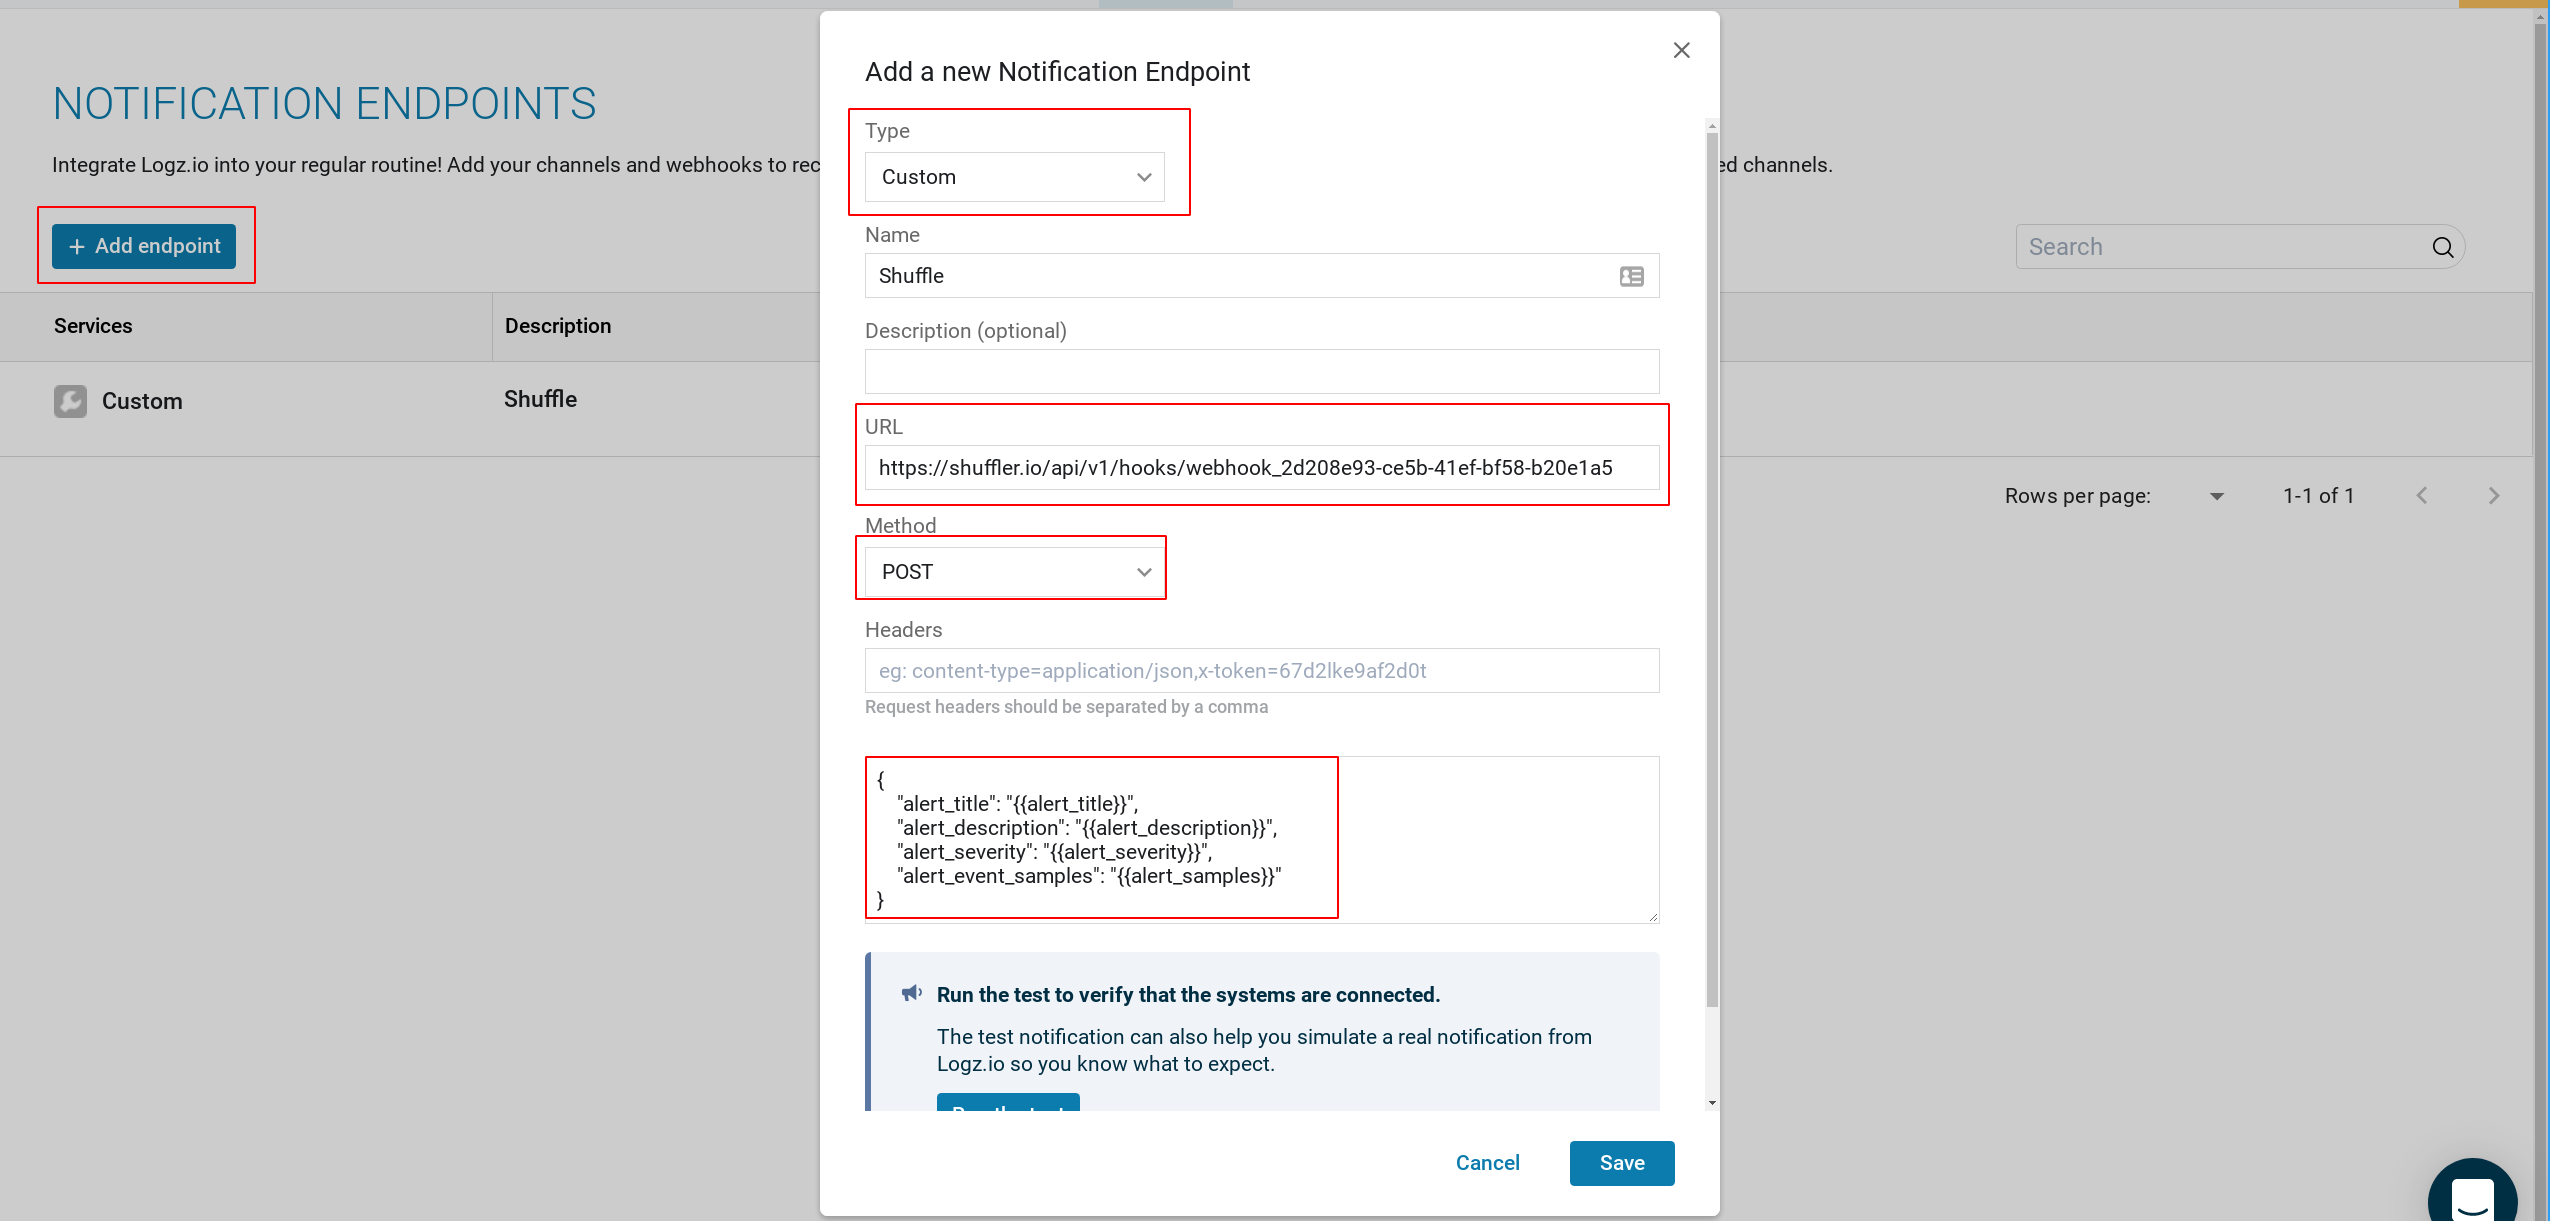 NOTIFICATION ENDPOINTS
Integrate Logz.io into your regular routine! Add your channels and webhooks to rec
ed channels.
+ Add endpoint
Search
Services
Description
Custom
Shuffle
Rows per page:
1-1 of 1
Add a new Notification Endpoint
Type
Custom
Name
Shuffle
Description (optional)
URL
https://shuffler.io/api/v1/hooks/webhook_2d208e93-ce5b-41ef-bf58-b20e1a5
Method
POST
Headers
eg: content-type=application/json,x-token=67d2lke9af2d0t
Request headers should be separated by a comma
{
"alert_title": "{{alert_title}}",
"alert_description": "{{alert_description}}",
"alert_severity": "{{alert_severity}}",
"alert_event_samples": "{{alert_samples}}"
}
Run the test to verify that the systems are connected.
The test notification can also help you simulate a real notification from
Logz.io so you know what to expect.
Run the test
Cancel
Save